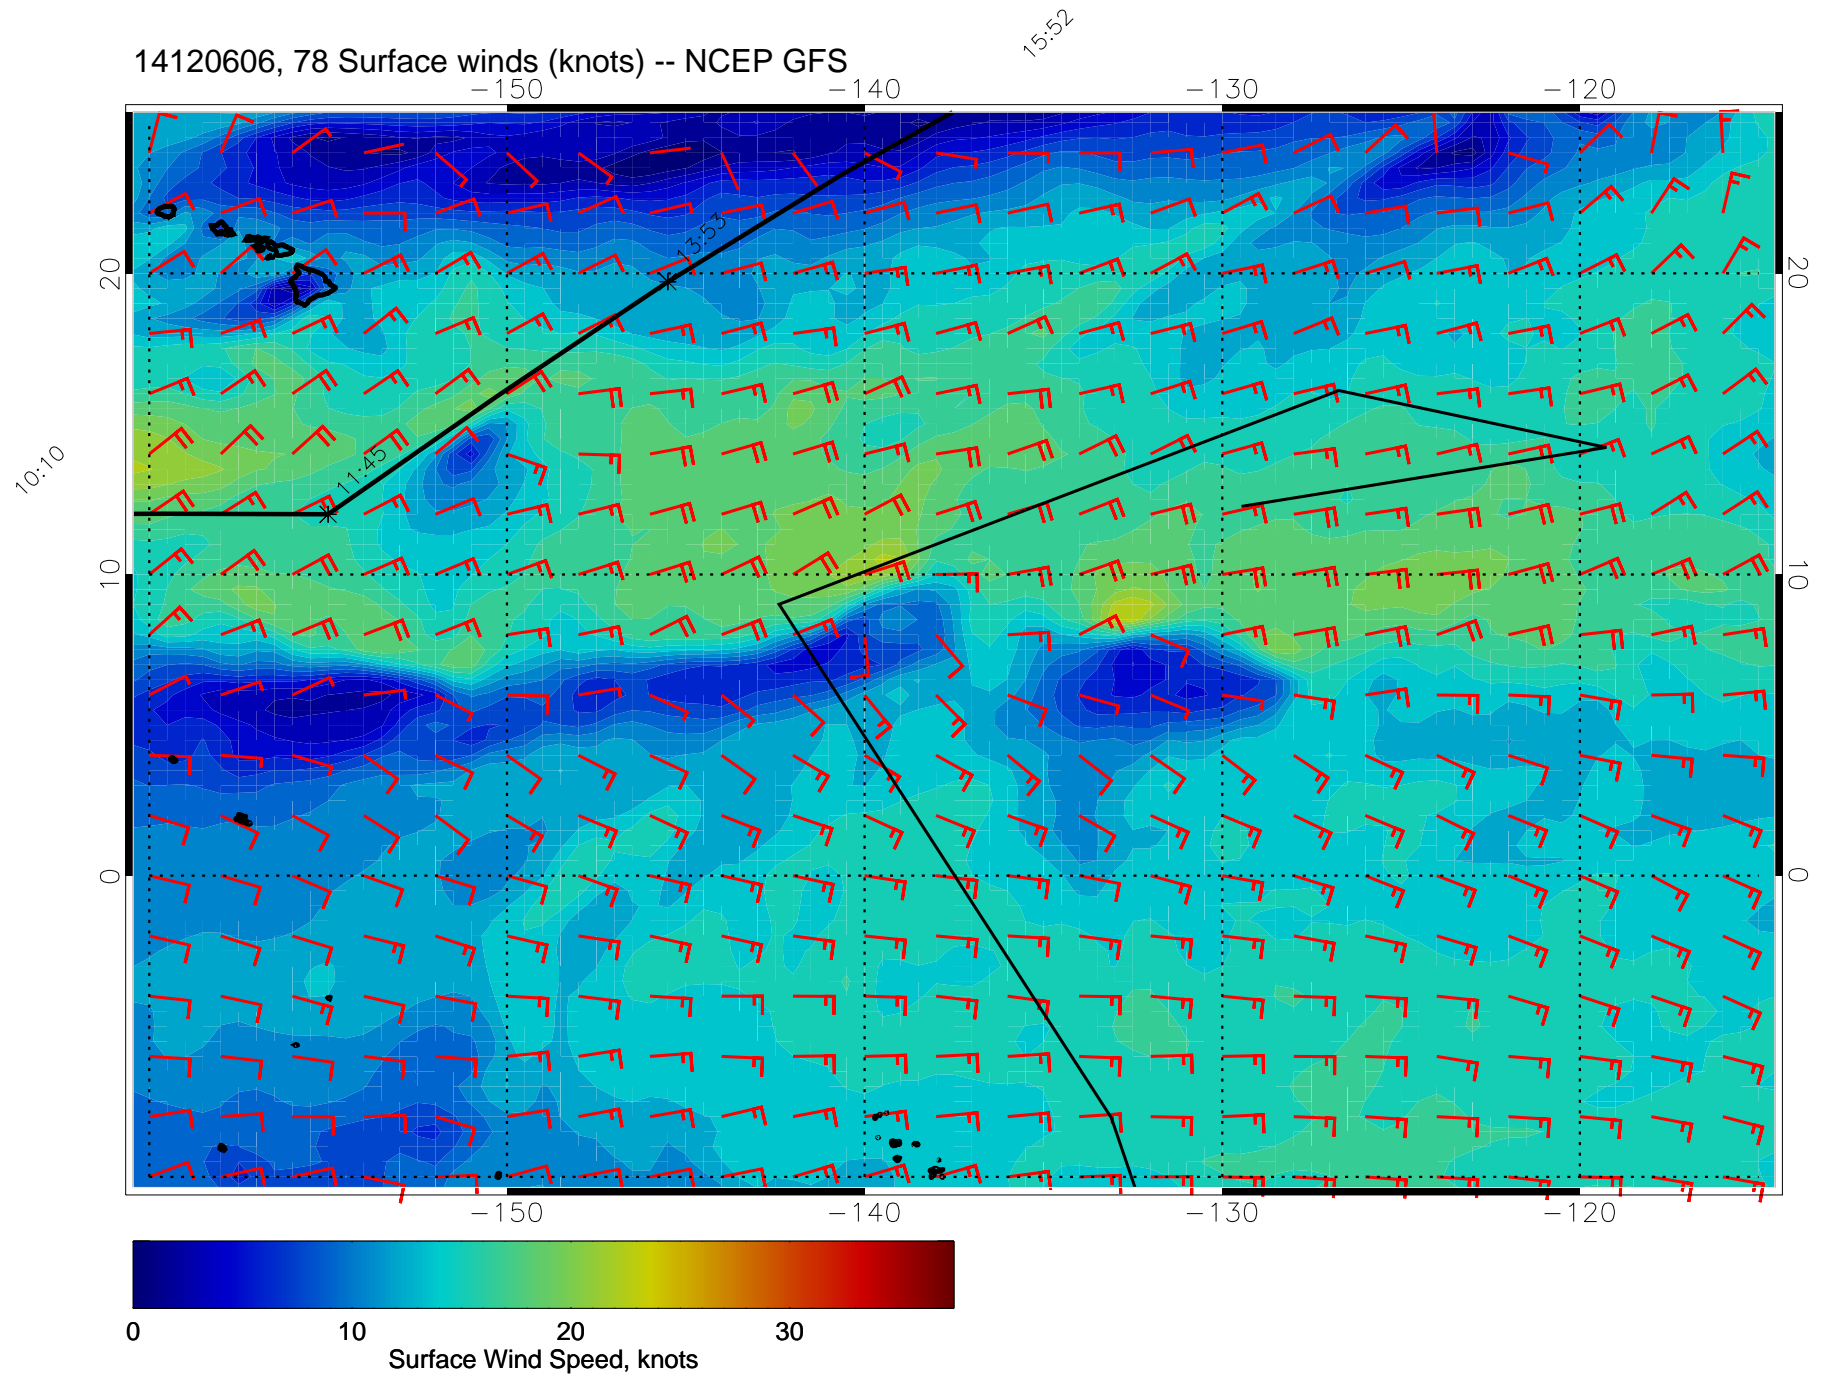 15:52
14120606, 78 Surface winds (knots) -- NCEP GFS
-150 -140 -130 -120
13:53
20 20
11:45
10:10
10 10
0 0
-150 -140 -130 -120
0 10 20 30
Surface Wind Speed, knots